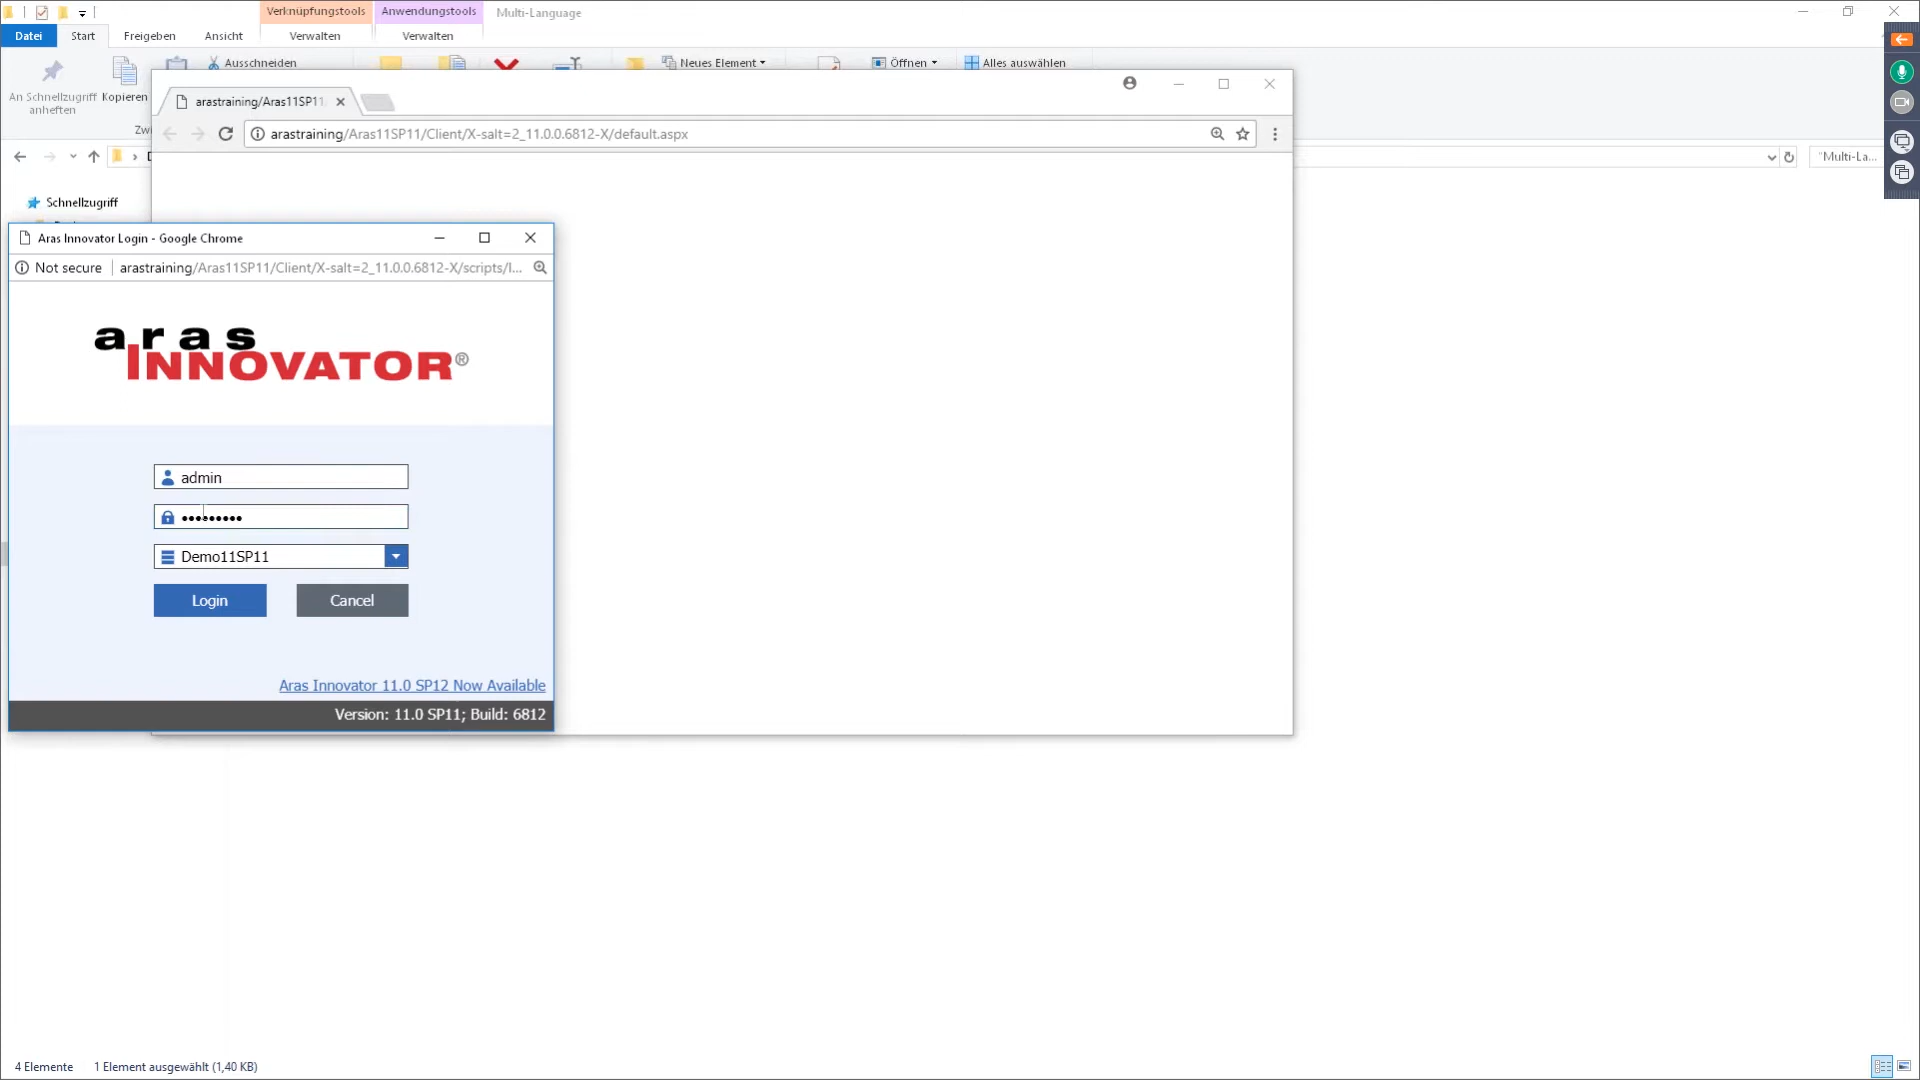 Verknüpfungstools Anwendungstools Multi-Language
Datei Start Freigeben Ansicht Verwalten Verwalten
Ausschneiden Neues Element Öffnen Alles auswählen
An Schnellzugriff anheften Kopieren
arastraining/Aras11SP11
arastraining/Aras11SP11/Client/X-salt=2_11.0.0.6812-X/default.aspx
"Multi-La...
Schnellzugriff
Aras Innovator Login - Google Chrome
Not secure arastraining/Aras11SP11/Client/X-salt=2_11.0.0.6812-X/scripts/I...
aras
INNOVATOR®
admin
•••••••••
Demo11SP11
Login Cancel
Aras Innovator 11.0 SP12 Now Available
Version: 11.0 SP11; Build: 6812
4 Elemente 1 Element ausgewählt (1,40 KB)